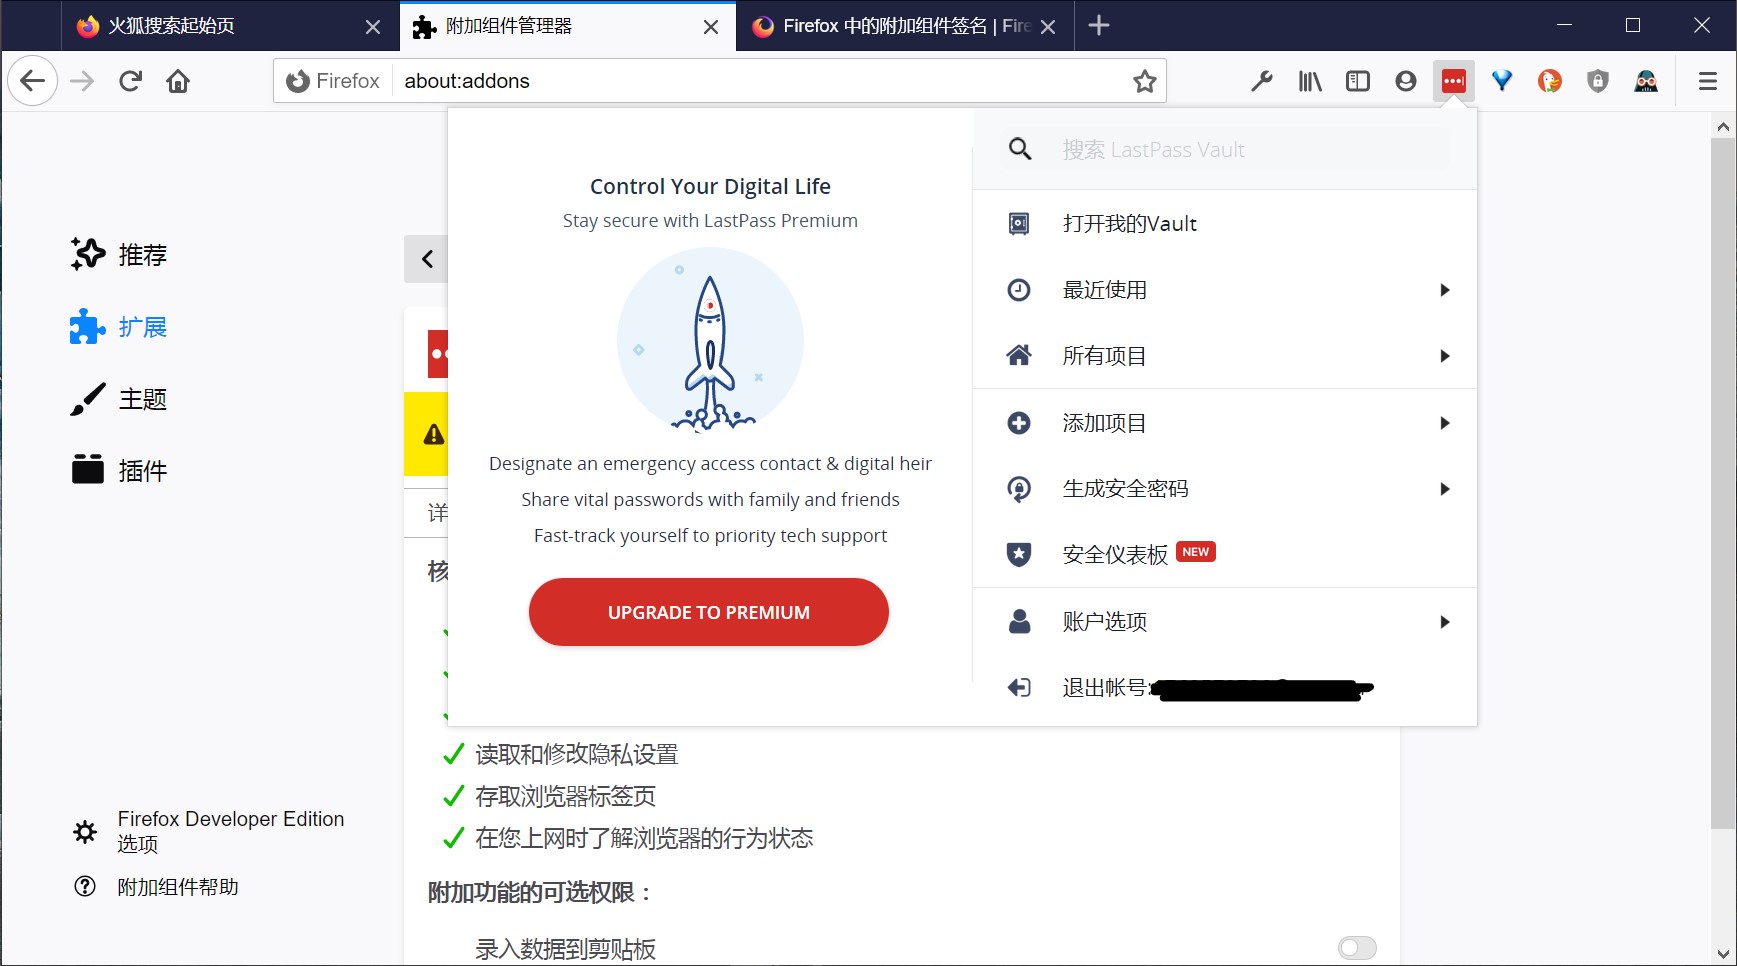 火狐搜索起始页
附加组件管理器
Firefox 中的附加组件签名 | Fire
Firefox
about:addons
推荐
扩展
主题
插件
Firefox Developer Edition
选项
附加组件帮助
详
核
Control Your Digital Life
Stay secure with LastPass Premium
Designate an emergency access contact & digital heir
Share vital passwords with family and friends
Fast-track yourself to priority tech support
UPGRADE TO PREMIUM
搜索 LastPass Vault
打开我的Vault
最近使用
所有项目
添加项目
生成安全密码
安全仪表板 NEW
账户选项
退出帐号:
读取和修改隐私设置
存取浏览器标签页
在您上网时了解浏览器的行为状态
附加功能的可选权限：
录入数据到剪贴板